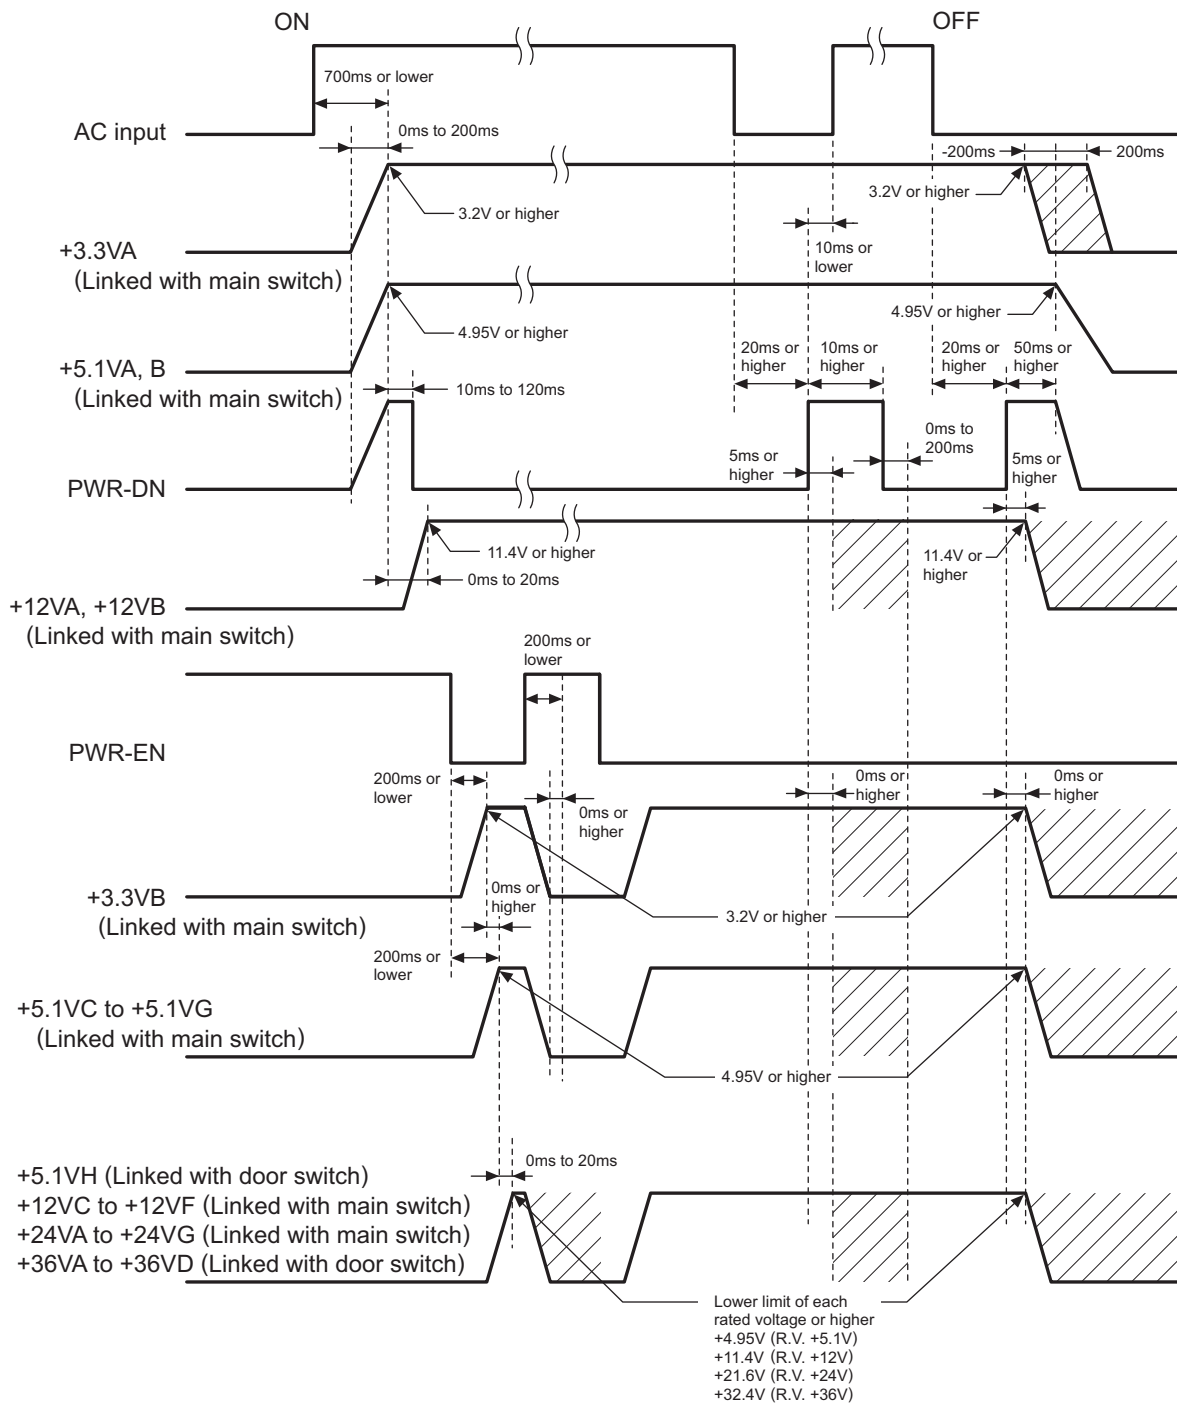 ON
OFF
700ms or lower
AC input
0ms to 200ms
-200ms
200ms
3.2V or higher
3.2V or higher
+3.3VA
(Linked with main switch)
10ms or
lower
4.95V or higher
4.95V or higher
+5.1VA, B
(Linked with main switch)
20ms or
higher
10ms or
higher
20ms or
higher
50ms or
higher
10ms to 120ms
PWR-DN
5ms or
higher
0ms to
200ms
5ms or
higher
11.4V or higher
11.4V or
higher
0ms to 20ms
+12VA, +12VB
(Linked with main switch)
200ms or
lower
PWR-EN
200ms or
lower
0ms or
higher
0ms or
higher
0ms or
higher
+3.3VB
(Linked with main switch)
0ms or
higher
3.2V or higher
200ms or
lower
+5.1VC to +5.1VG
(Linked with main switch)
4.95V or higher
0ms to 20ms
+5.1VH (Linked with door switch)
+12VC to +12VF (Linked with main switch)
+24VA to +24VG (Linked with main switch)
+36VA to +36VD (Linked with door switch)
Lower limit of each
rated voltage or higher
+4.95V (R.V. +5.1V)
+11.4V (R.V. +12V)
+21.6V (R.V. +24V)
+32.4V (R.V. +36V)